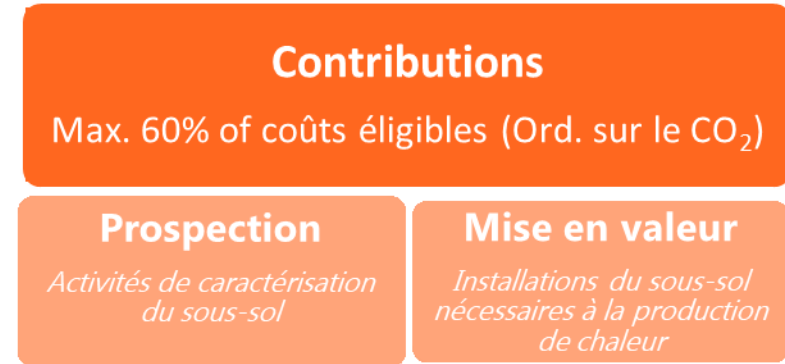 Contributions
Max. 60% of coûts éligibles (Ord. sur le CO₂)
Prospection
Activités de caractérisation
du sous-sol
Mise en valeur
Installations du sous-sol
nécessaires à la production
de chaleur